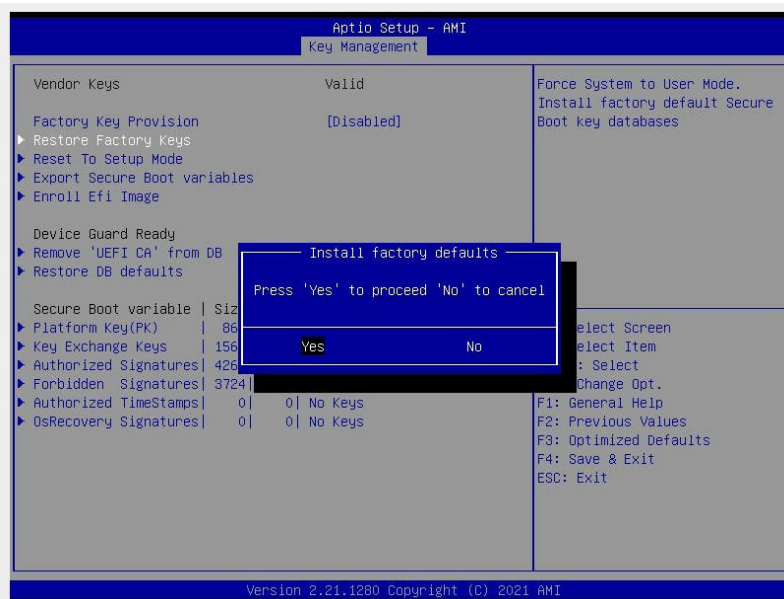 Aptio Setup - AMI
Key Management
Vendor Keys Valid
Factory Key Provision [Disabled]
Restore Factory Keys
Reset To Setup Mode
Export Secure Boot variables
Enroll Efi Image
Device Guard Ready
Remove 'UEFI CA' from DB
Restore DB defaults
Secure Boot variable | Siz
Platform Key(PK) | 86
Key Exchange Keys | 156
Authorized Signatures| 426
Forbidden Signatures| 3724|
Authorized TimeStamps| 0| 0| No Keys
OsRecovery Signatures| 0| 0| No Keys
Install factory defaults
Press 'Yes' to proceed 'No' to cancel
Yes No
Force System to User Mode.
Install factory default Secure
Boot key databases
elect Screen
elect Item
: Select
Change Opt.
F1: General Help
F2: Previous Values
F3: Optimized Defaults
F4: Save & Exit
ESC: Exit
Version 2.21.1280 Copyright (C) 2021 AMI